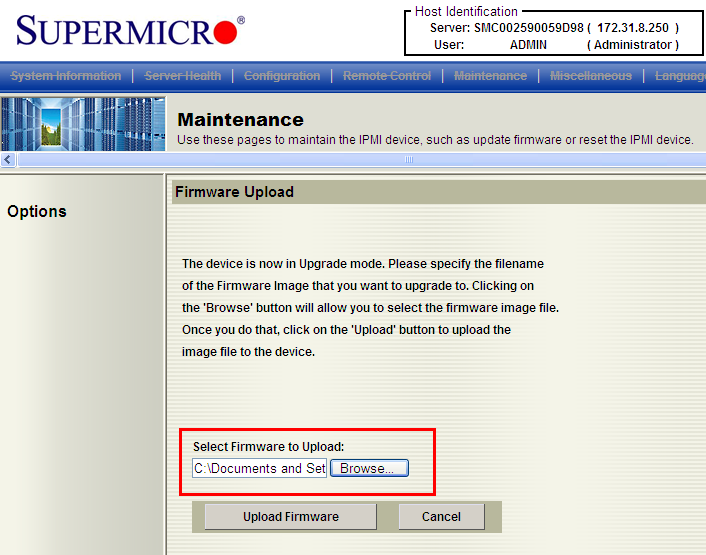 SUPERMICR
Host Identification
Server: SMC002590059D98 ( 172.31.8.250 )
User: ADMIN ( Administrator )
System Information | Server Health | Configuration | Remote Control | Maintenance | Miscellaneous | Languag
Maintenance
Use these pages to maintain the IPMI device, such as update firmware or reset the IPMI device.
Options
Firmware Upload
The device is now in Upgrade mode. Please specify the filename
of the Firmware Image that you want to upgrade to. Clicking on
the 'Browse' button will allow you to select the firmware image file.
Once you do that, click on the 'Upload' button to upload the
image file to the device.
Select Firmware to Upload:
C:\Documents and Set Browse...
Upload Firmware Cancel